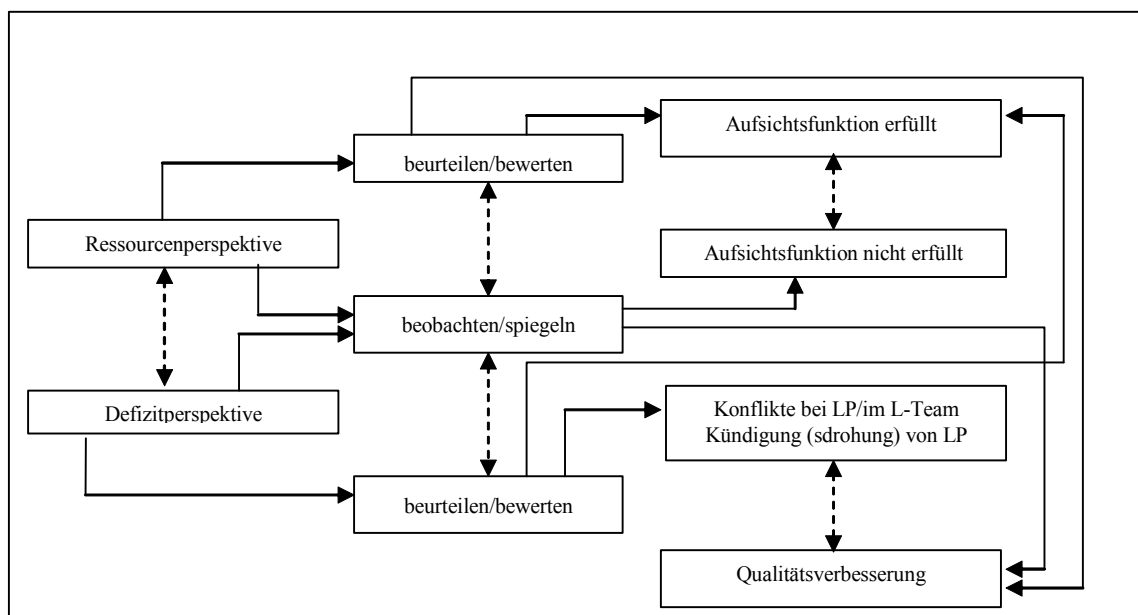 Aufsichtsfunktion erfüllt
beurteilen/bewerten
Ressourcenperspektive
Aufsichtsfunktion nicht erfüllt
beobachten/spiegeln
Defizitperspektive
Konflikte bei LP/im L-Team
Kündigung (sdrohung) von LP
beurteilen/bewerten
Qualitätsverbesserung